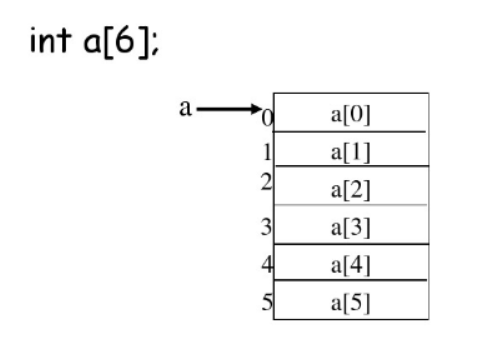 int a[6];
a
0 a[0]
1 a[1]
2 a[2]
3 a[3]
4 a[4]
5 a[5]